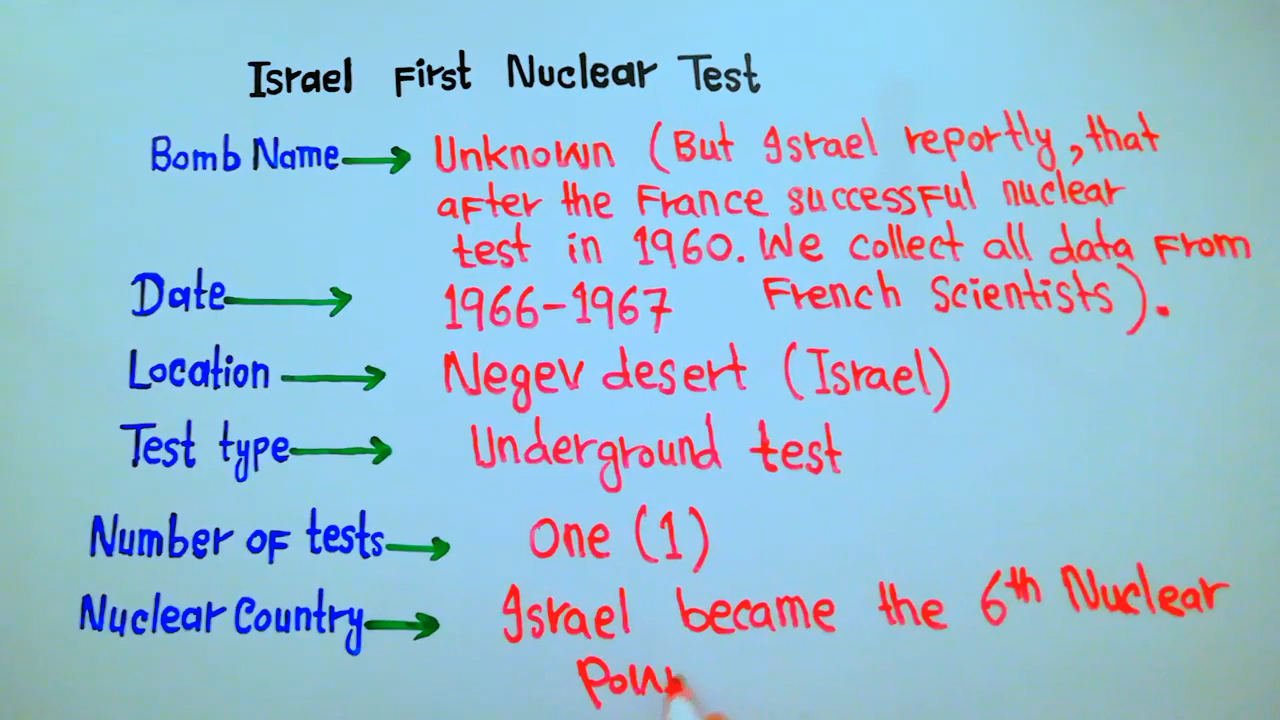 Israel First Nuclear Test
Bomb Name → Unknown (But Israel reportly, that
after the France successful nuclear
test in 1960. We collect all data from
French Scientists).
Date → 1966-1967
Location → Negev desert (Israel)
Test type → Underground test
Number of tests → One (1)
Nuclear Country → Israel became the 6th Nuclear
Pow